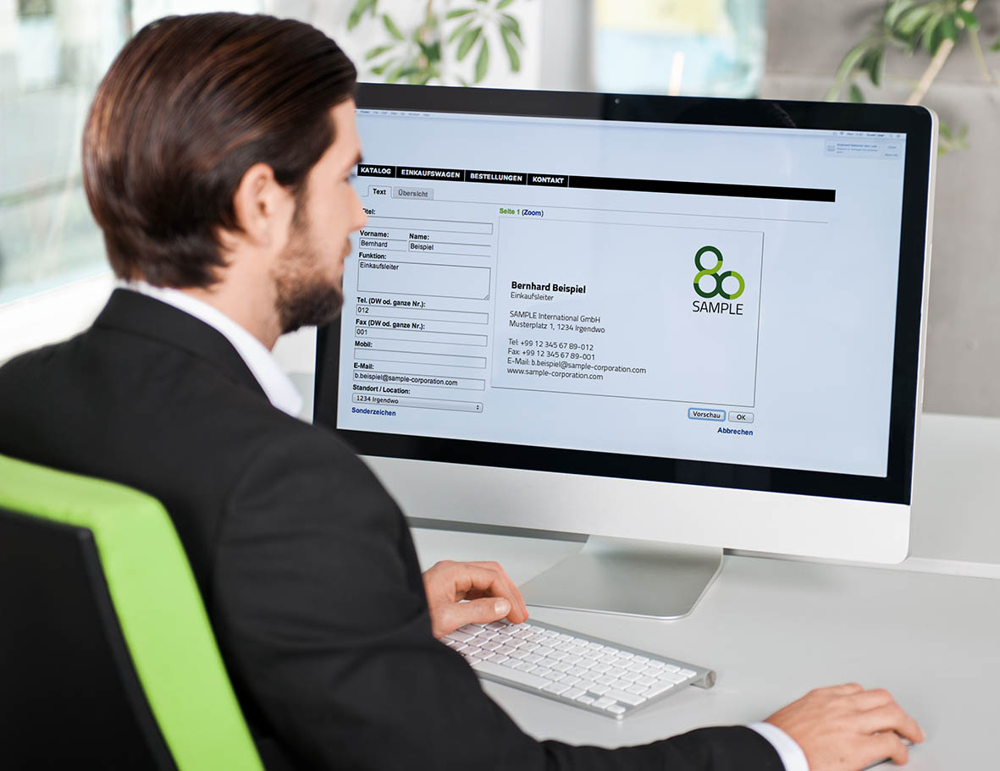 KATALOG EINKAUFSWAGEN BESTELLUNGEN KONTAKT
Text Übersicht
Titel:
Vorname: Name:
Bernhard Beispiel
Funktion:
Einkaufsleiter
Tel. (DW od. ganze Nr.):
012
Fax (DW od. ganze Nr.):
001
Mobil:
E-Mail:
b.beispiel@sample-corporation.com
Standort / Location:
1234 Irgendwo
Sonderzeichen
Seite 1 (Zoom)
SAMPLE
Bernhard Beispiel
Einkaufsleiter
SAMPLE International GmbH
Musterplatz 1, 1234 Irgendwo
Tel: +99 12 345 67 89-012
Fax: +99 12 345 67 89-001
E-Mail: b.beispiel@sample-corporation.com
www.sample-corporation.com
Vorschau OK
Abbrechen